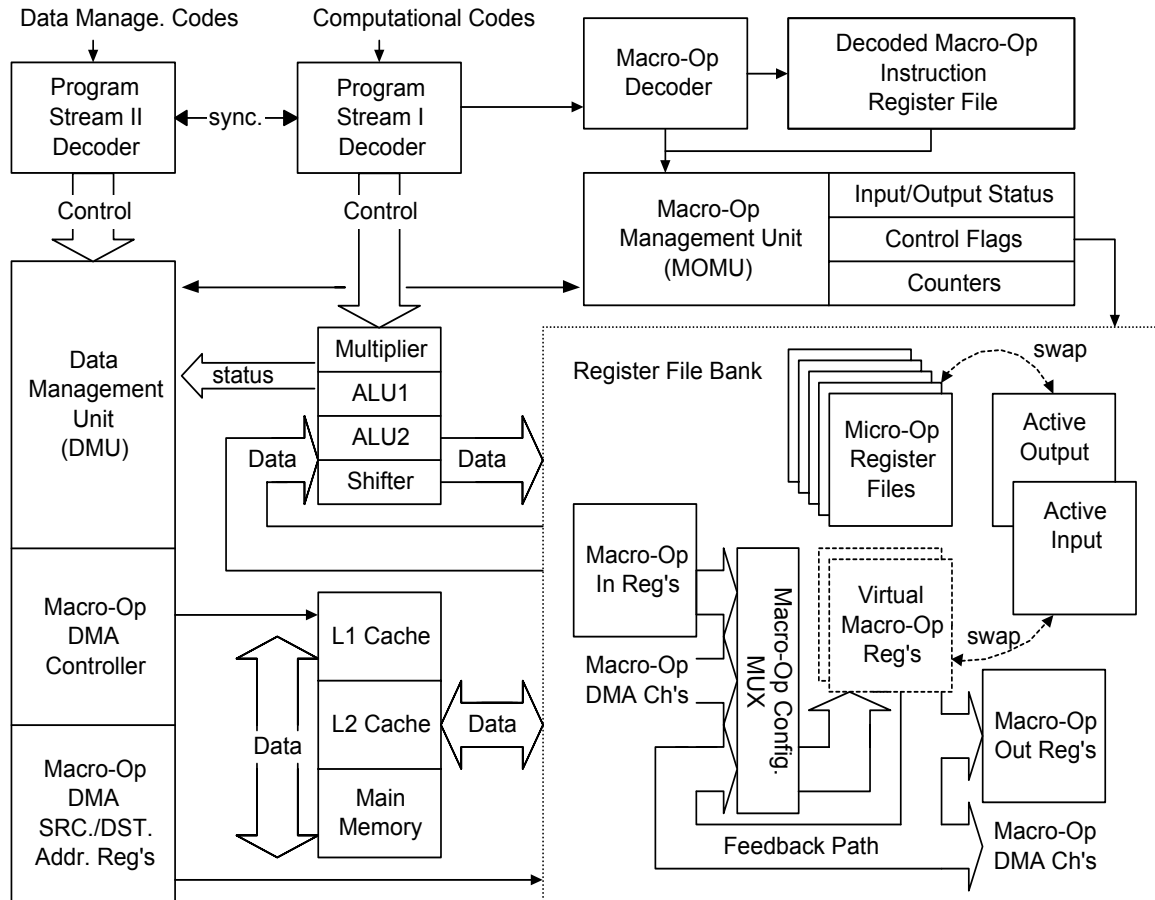 Data Manage. Codes
Computational Codes
Program
Stream II
Decoder
sync.
Program
Stream I
Decoder
Macro-Op
Decoder
Decoded Macro-Op
Instruction
Register File
Control
Control
Macro-Op
Management Unit
(MOMU)
Input/Output Status
Control Flags
Counters
Data
Management
Unit
(DMU)
status
Multiplier
ALU1
ALU2
Shifter
Data
Data
Register File Bank
swap
Micro-Op
Register
Files
Active
Output
Active
Input
Macro-Op
In Reg's
Macro-Op
DMA Ch's
Macro-Op Config.
MUX
Virtual
Macro-Op
Reg's
swap
Macro-Op
Out Reg's
Macro-Op
DMA Ch's
Feedback Path
Macro-Op
DMA
Controller
L1 Cache
L2 Cache
Main
Memory
Data
Data
Macro-Op
DMA
SRC./DST.
Addr. Reg's